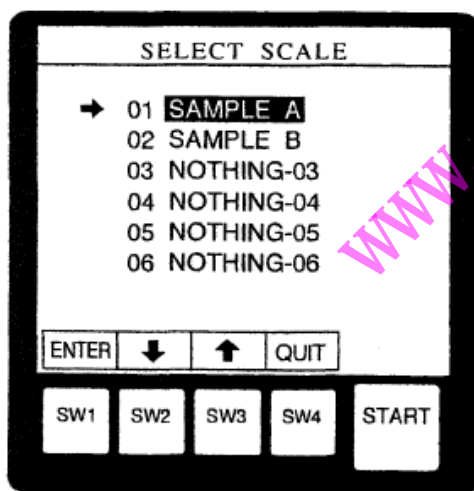 SELECT SCALE
➡ 01 SAMPLE A
02 SAMPLE B
03 NOTHING-03
04 NOTHING-04
05 NOTHING-05
06 NOTHING-06
ENTER ⬇ ⬆ QUIT
SW1 SW2 SW3 SW4 START
WWW